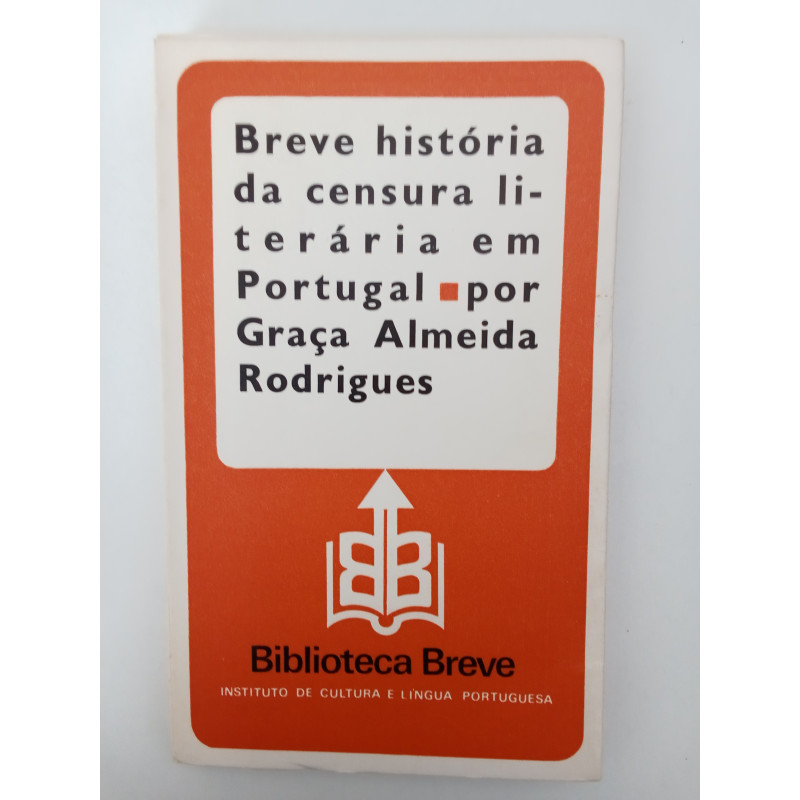 Breve história
da censura li-
terária em
Portugal ■ por
Graça Almeida
Rodrigues
BB
Biblioteca Breve
INSTITUTO DE CULTURA E LÍNGUA PORTUGUESA